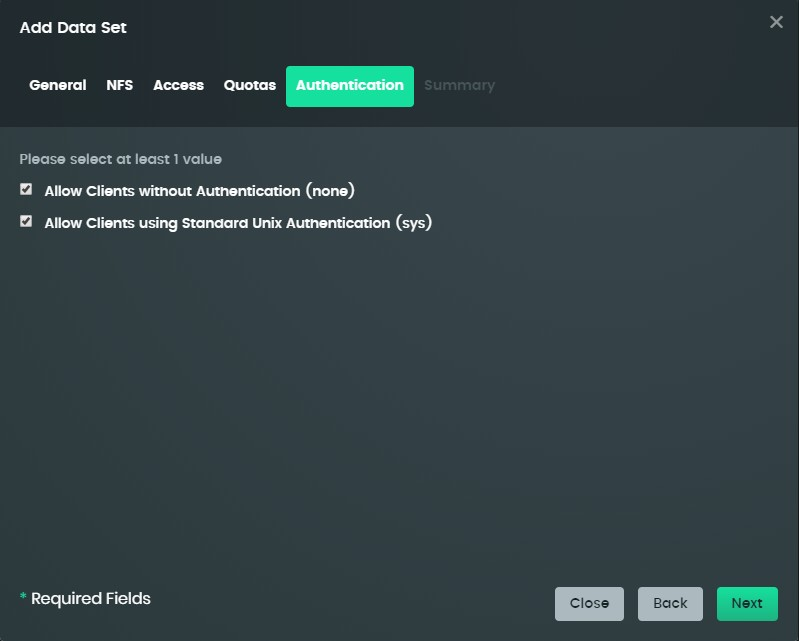 Add Data Set
General NFS Access Quotas Authentication Summary
Please select at least 1 value
Allow Clients without Authentication (none)
Allow Clients using Standard Unix Authentication (sys)
* Required Fields
Close Back Next